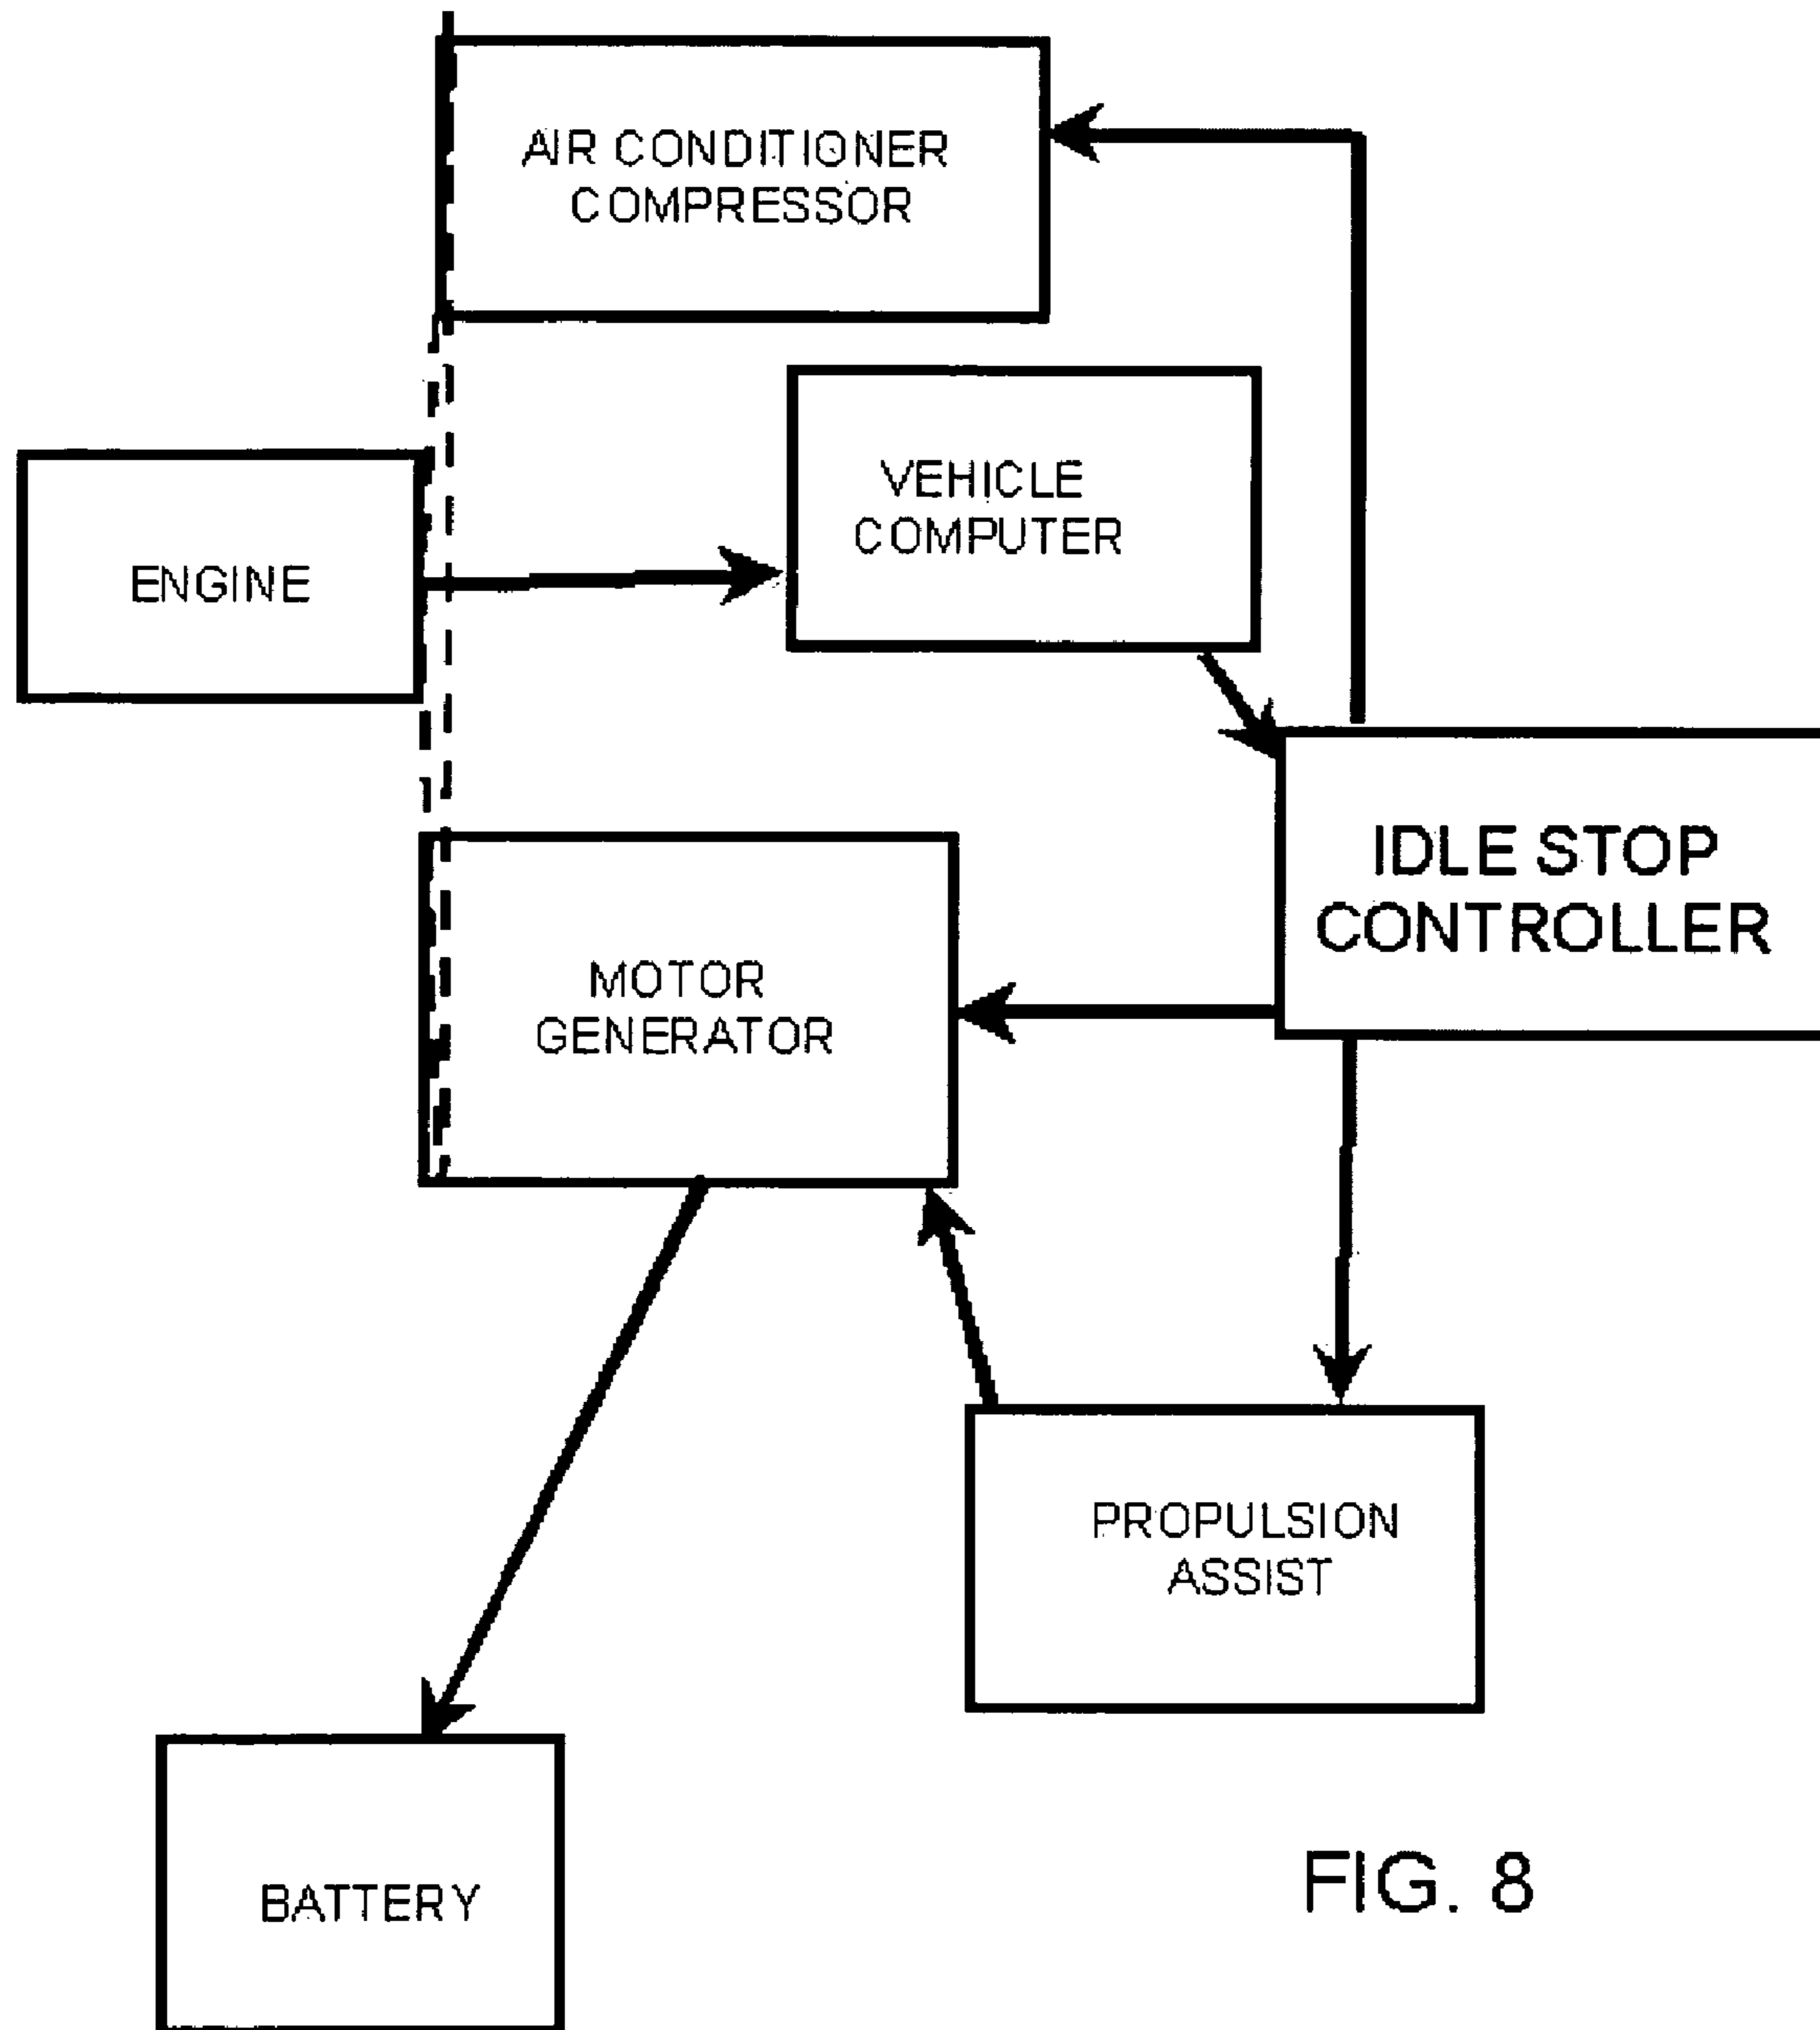 AIR CONDITIONER
COMPRESSOR
VEHICLE
COMPUTER
ENGINE
IDLE STOP
CONTROLLER
MOTOR
GENERATOR
PROPULSION
ASSIST
BATTERY
FIG. 8